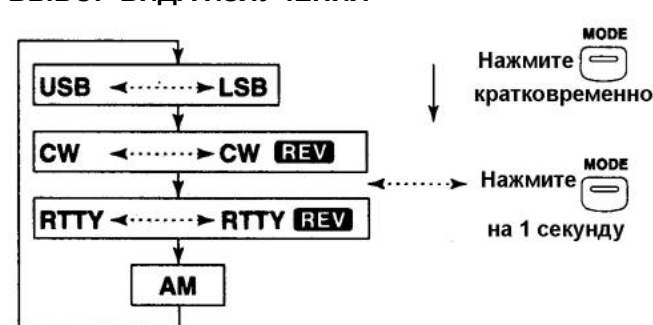 MODE
Нажмите
кратковременно
USB LSB
CW CW REV
RTTY RTTY REV
AM
MODE
Нажмите
на 1 секунду